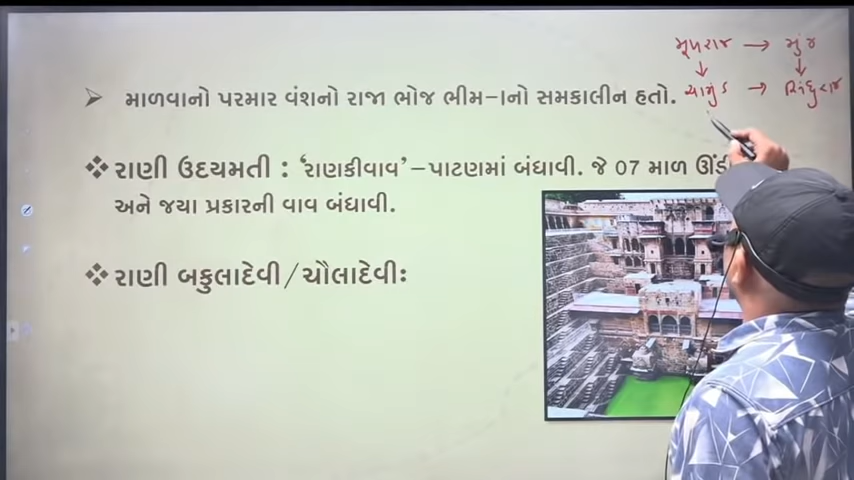 મૂળરાજ → મુંજ
ચામુંડ → સિંધુરાજ
➢ માળવાનો પરમાર વંશનો રાજા ભોજ ભીમ-Iનો સમકાલીન હતો.
❖ રાણી ઉદયમતી : ‘રાણકીવાવ’-પાટણમાં બંધાવી. જે 07 માળ ઊંડી
અને જયા પ્રકારની વાવ બંધાવી.
❖ રાણી બકુલાદેવી/ચૌલાદેવી: